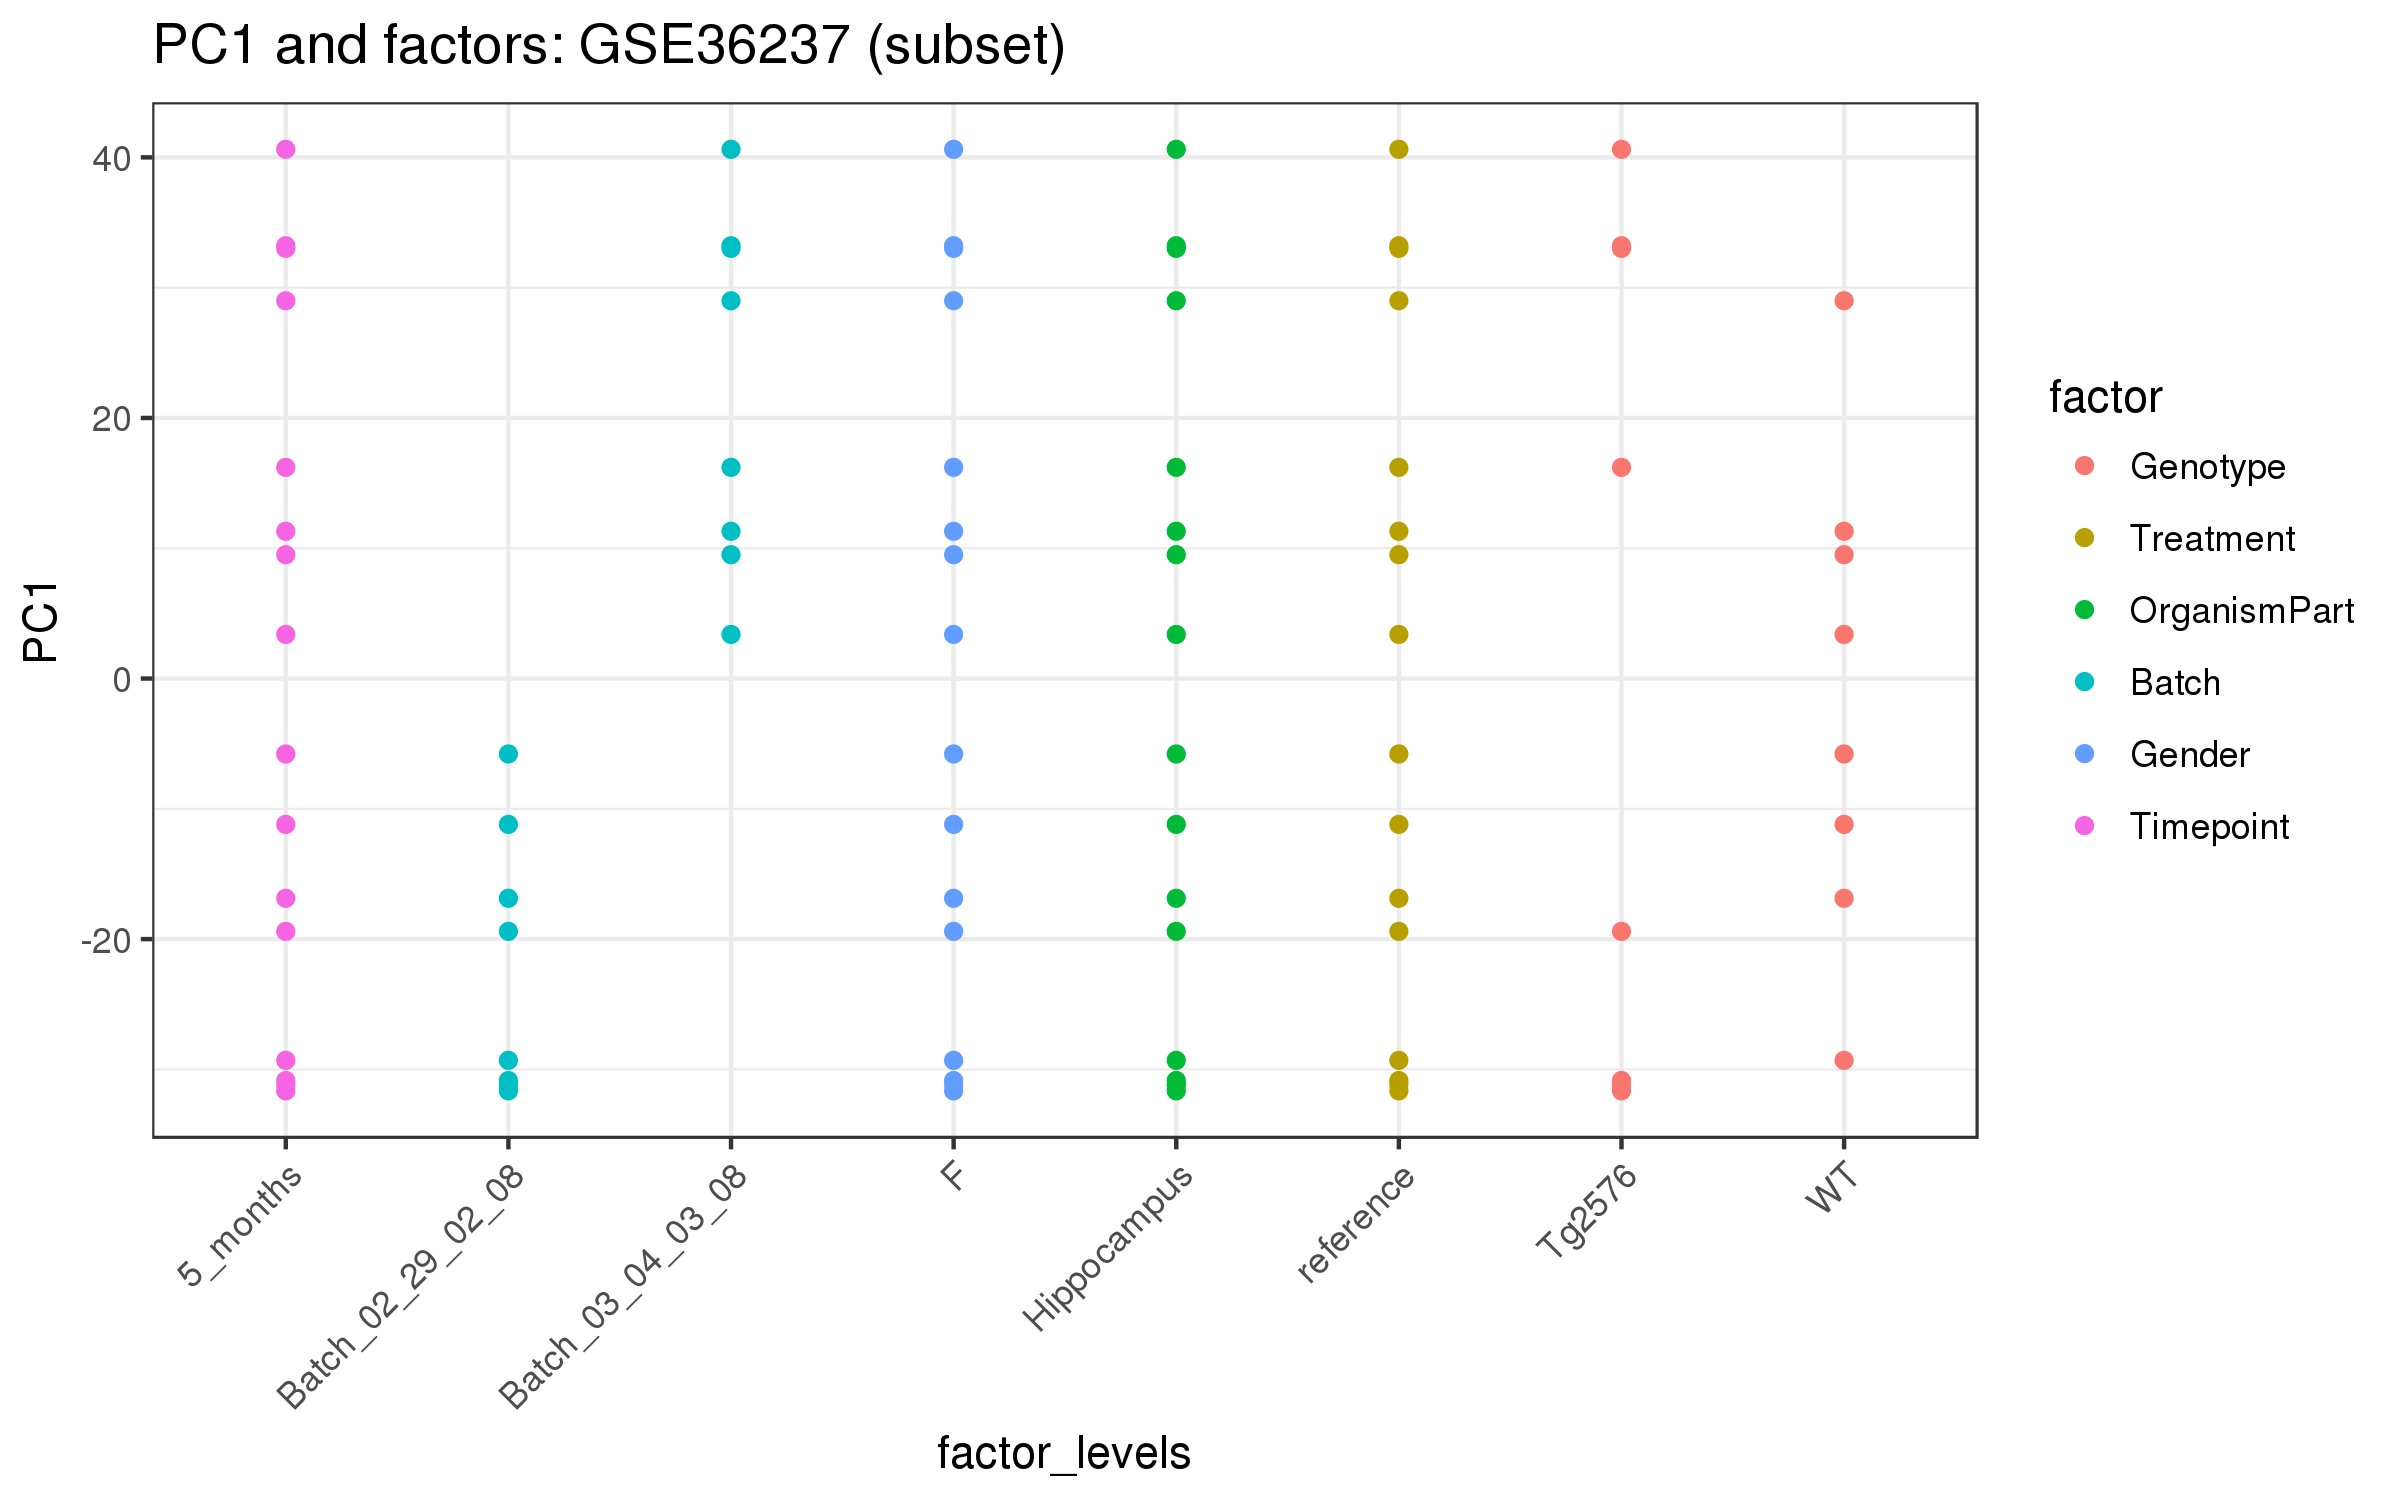 PC1 and factors: GSE36237 (subset)
PC1
40
20
0
-20
5_months
Batch_02_29_02_08
Batch_03_04_03_08
F
Hippocampus
reference
Tg2576
WT
factor_levels
factor
Genotype
Treatment
OrganismPart
Batch
Gender
Timepoint